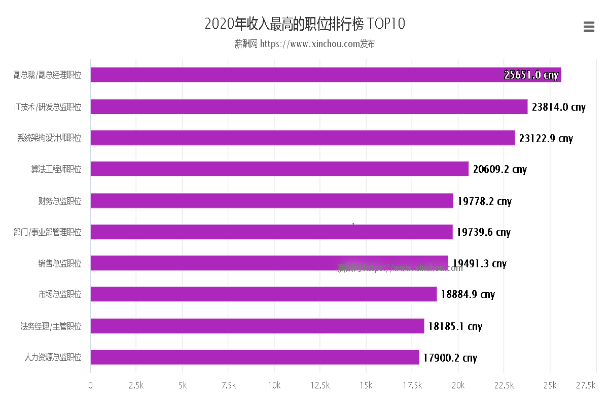 2020年收入最高的职位排行榜 TOP10
薪酬网 https://www.xinchou.com发布
副总裁/副总经理职位
25651.0 cny
IT技术/研发总监职位
23814.0 cny
系统架构设计师职位
23122.9 cny
算法工程师职位
20609.2 cny
财务总监职位
19778.2 cny
部门/事业部管理职位
19739.6 cny
销售总监职位
19491.3 cny
薪酬网
市场总监职位
18884.9 cny
法务经理/主管职位
18185.1 cny
人力资源总监职位
17900.2 cny
0 2.5k 5k 7.5k 10k 12.5k 15k 17.5k 20k 22.5k 25k 27.5k